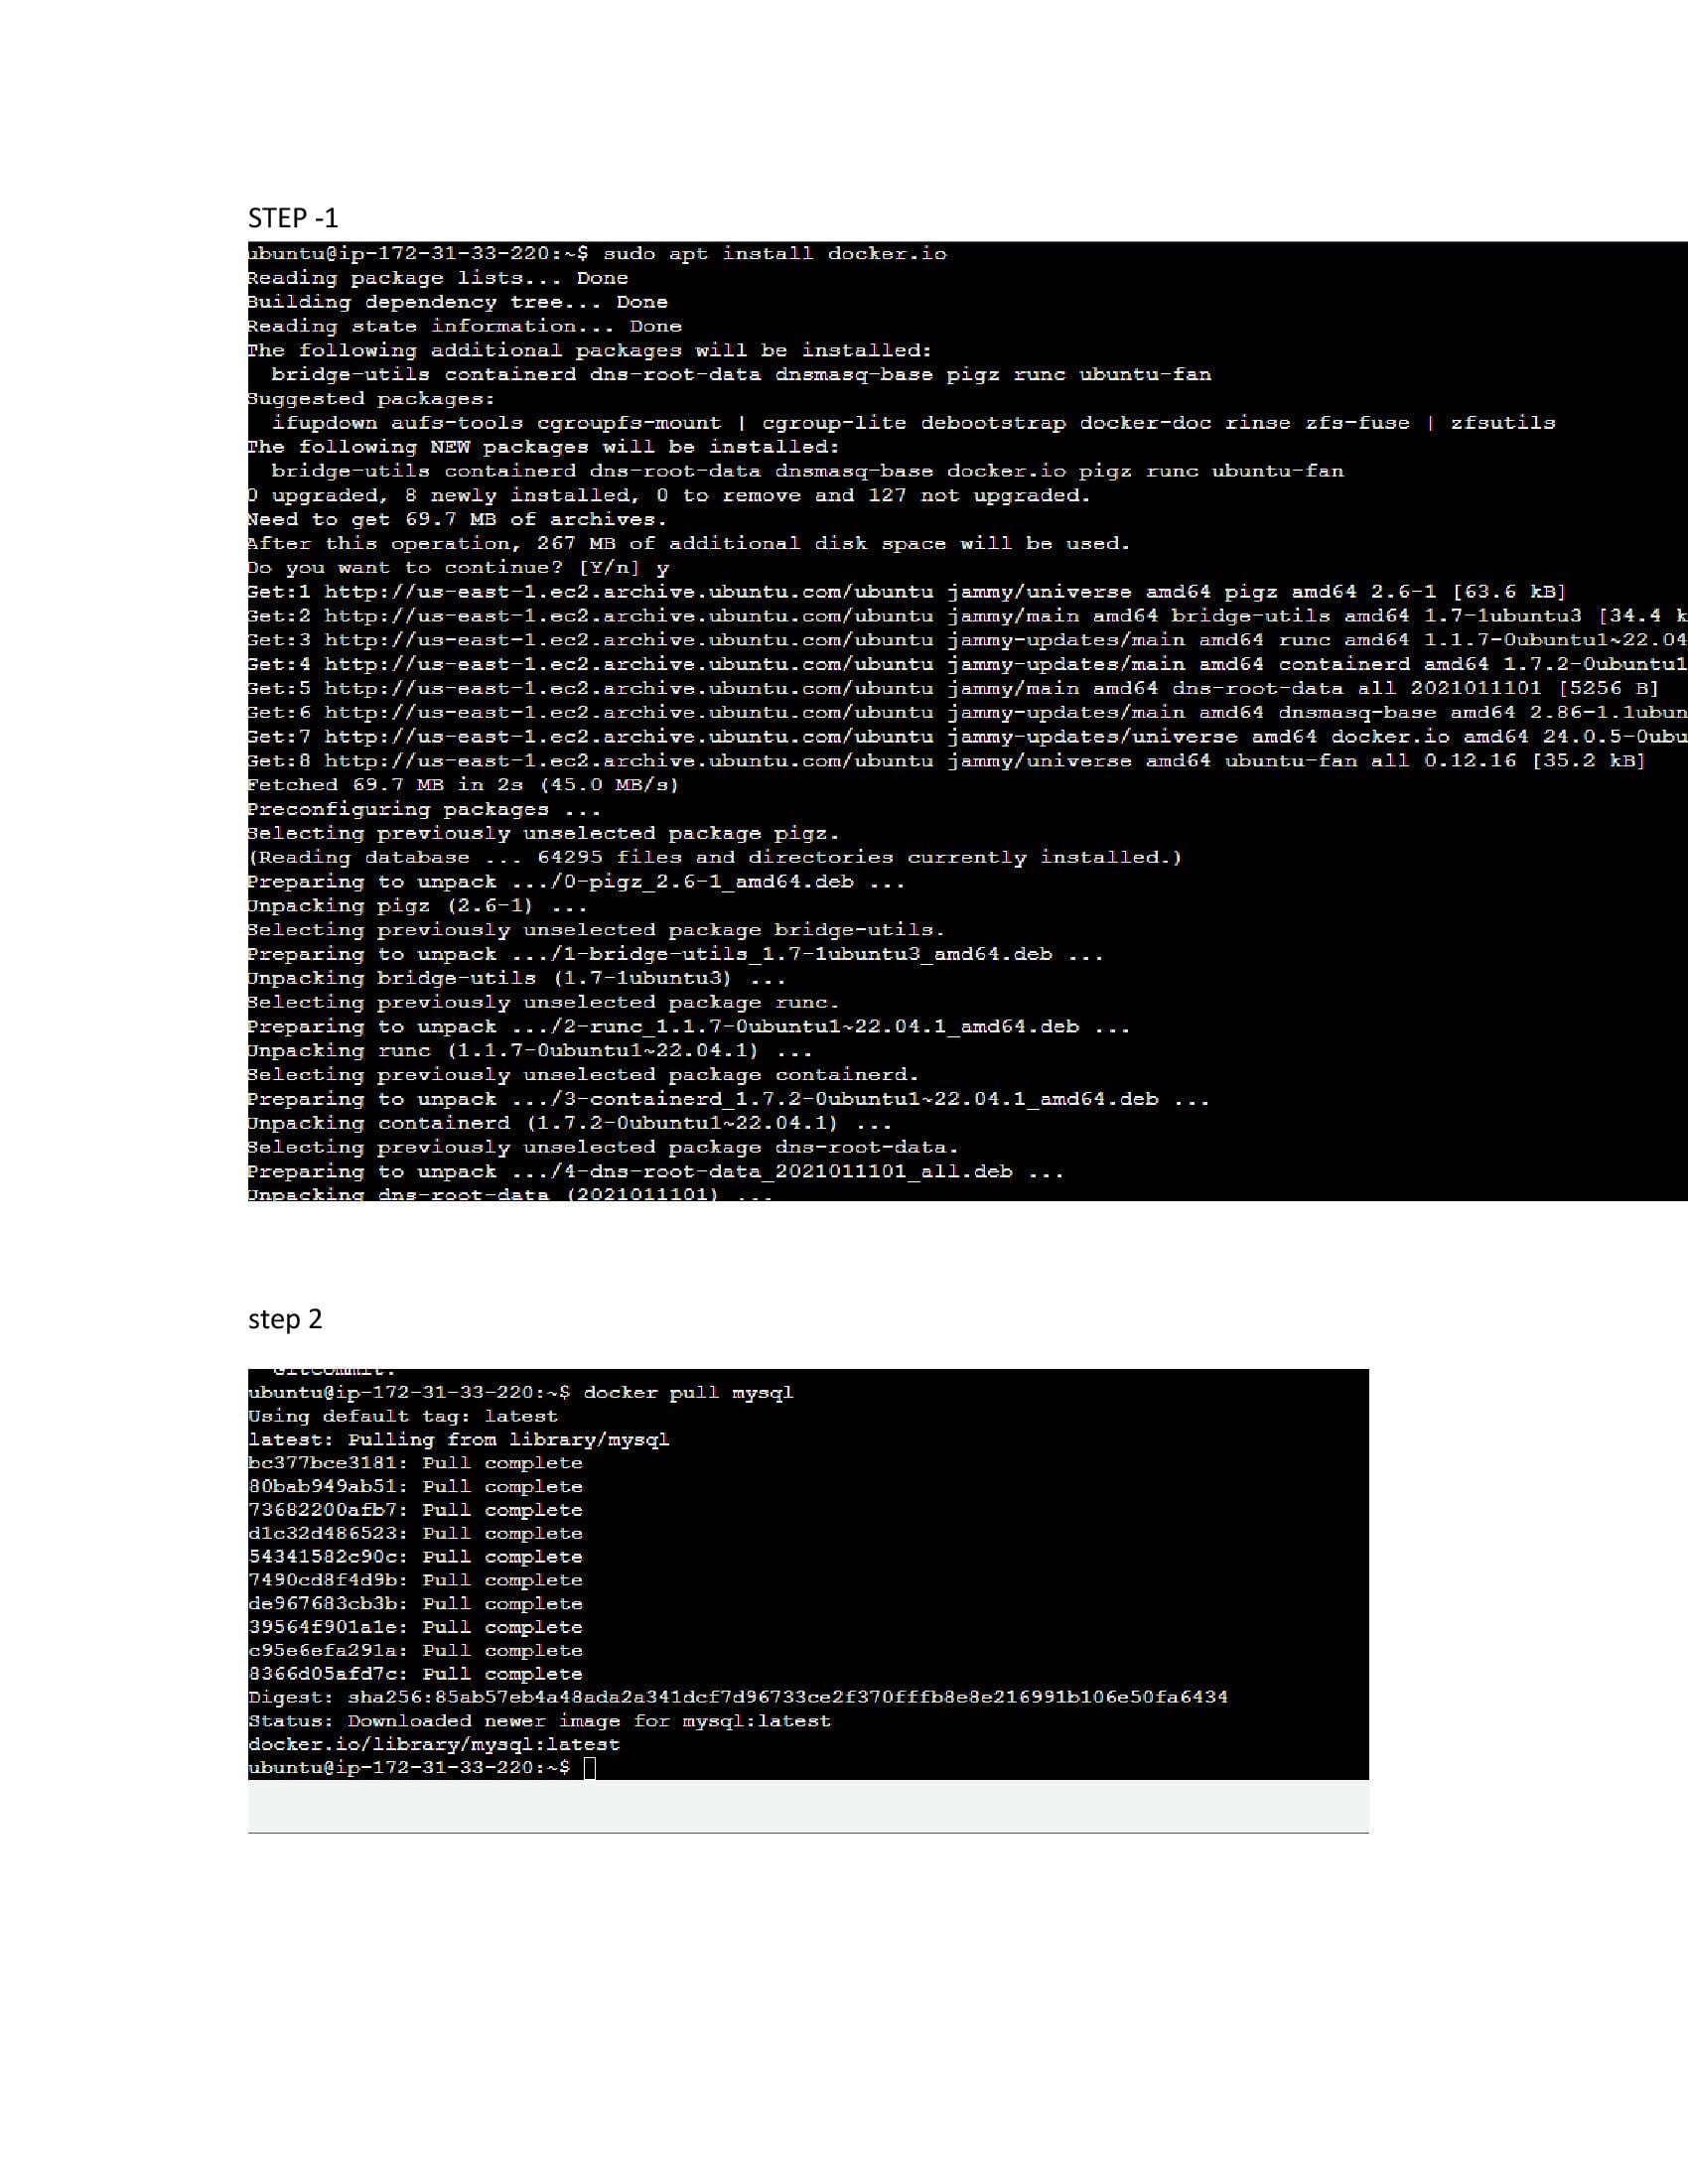 STEP -1
ubuntu@ip-172-31-33-220:~$ sudo apt install docker.io
Reading package lists... Done
Building dependency tree... Done
Reading state information... Done
The following additional packages will be installed:
  bridge-utils containerd dns-root-data dnsmasq-base pigz runc ubuntu-fan
Suggested packages:
  ifupdown aufs-tools cgroupfs-mount | cgroup-lite debootstrap docker-doc rinse zfs-fuse | zfsutils
The following NEW packages will be installed:
  bridge-utils containerd dns-root-data dnsmasq-base docker.io pigz runc ubuntu-fan
0 upgraded, 8 newly installed, 0 to remove and 127 not upgraded.
Need to get 69.7 MB of archives.
After this operation, 267 MB of additional disk space will be used.
Do you want to continue? [Y/n] y
Get:1 http://us-east-1.ec2.archive.ubuntu.com/ubuntu jammy/universe amd64 pigz amd64 2.6-1 [63.6 kB]
Get:2 http://us-east-1.ec2.archive.ubuntu.com/ubuntu jammy/main amd64 bridge-utils amd64 1.7-1ubuntu3 [34.4 k
Get:3 http://us-east-1.ec2.archive.ubuntu.com/ubuntu jammy-updates/main amd64 runc amd64 1.1.7-0ubuntu1~22.04
Get:4 http://us-east-1.ec2.archive.ubuntu.com/ubuntu jammy-updates/main amd64 containerd amd64 1.7.2-0ubuntu1
Get:5 http://us-east-1.ec2.archive.ubuntu.com/ubuntu jammy/main amd64 dns-root-data all 2021011101 [5256 B]
Get:6 http://us-east-1.ec2.archive.ubuntu.com/ubuntu jammy-updates/main amd64 dnsmasq-base amd64 2.86-1.1ubun
Get:7 http://us-east-1.ec2.archive.ubuntu.com/ubuntu jammy-updates/universe amd64 docker.io amd64 24.0.5-0ubu
Get:8 http://us-east-1.ec2.archive.ubuntu.com/ubuntu jammy/universe amd64 ubuntu-fan all 0.12.16 [35.2 kB]
Fetched 69.7 MB in 2s (45.0 MB/s)
Preconfiguring packages ...
Selecting previously unselected package pigz.
(Reading database ... 64295 files and directories currently installed.)
Preparing to unpack .../0-pigz_2.6-1_amd64.deb ...
Unpacking pigz (2.6-1) ...
Selecting previously unselected package bridge-utils.
Preparing to unpack .../1-bridge-utils_1.7-1ubuntu3_amd64.deb ...
Unpacking bridge-utils (1.7-1ubuntu3) ...
Selecting previously unselected package runc.
Preparing to unpack .../2-runc_1.1.7-0ubuntu1~22.04.1_amd64.deb ...
Unpacking runc (1.1.7-0ubuntu1~22.04.1) ...
Selecting previously unselected package containerd.
Preparing to unpack .../3-containerd_1.7.2-0ubuntu1~22.04.1_amd64.deb ...
Unpacking containerd (1.7.2-0ubuntu1~22.04.1) ...
Selecting previously unselected package dns-root-data.
Preparing to unpack .../4-dns-root-data_2021011101_all.deb ...
Unpacking dns-root-data (2021011101) ...
step 2
  GitCommit:
ubuntu@ip-172-31-33-220:~$ docker pull mysql
Using default tag: latest
latest: Pulling from library/mysql
bc377bce3181: Pull complete
80bab949ab51: Pull complete
73682200afb7: Pull complete
d1c32d486523: Pull complete
54341582c90c: Pull complete
7490cd8f4d9b: Pull complete
de967683cb3b: Pull complete
39564f901a1e: Pull complete
c95e6efa291a: Pull complete
8366d05afd7c: Pull complete
Digest: sha256:85ab57eb4a48ada2a341dcf7d96733ce2f370fffb8e8e216991b106e50fa6434
Status: Downloaded newer image for mysql:latest
docker.io/library/mysql:latest
ubuntu@ip-172-31-33-220:~$